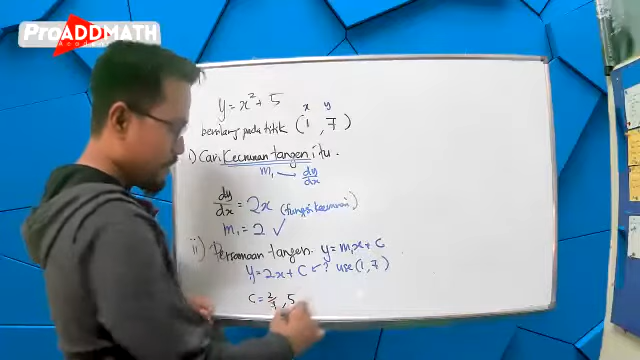 ProADDMATH
Academy
y = x² + 5
x y
bersilang pada titik (1, 7)
i) Cari Kecerunan tangen itu.
m₁ → dy/dx
dy/dx = 2x (fungsi kecerunan)
m₁ = 2 ✓
ii) Persamaan tangen. y = m₁x + c
y = 2x + C ← ? use (1, 7)
C = , 5